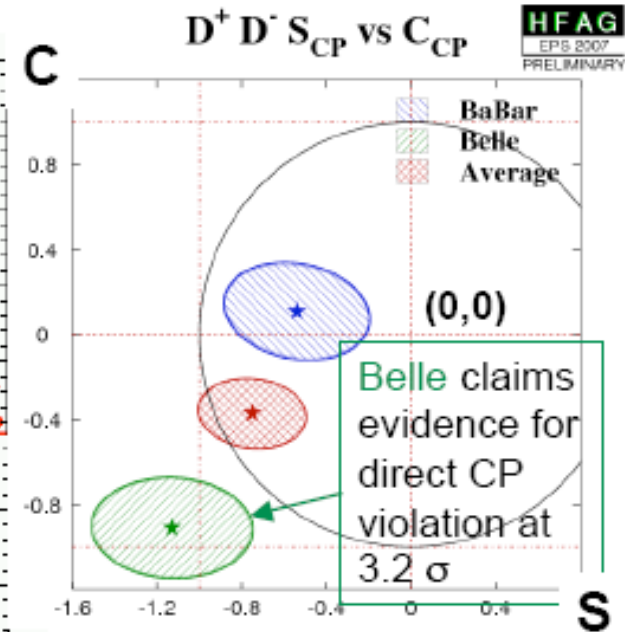 D⁺ D⁻ S_CP vs C_CP
HFAG
EPS 2007
PRELIMINARY
C
BaBar
Belle
Average
0.8
0.4
0
-0.4
-0.8
(0,0)
Belle claims
evidence for
direct CP
violation at
3.2 σ
-1.6
-1.2
-0.8
-0.4
0
0.4
S